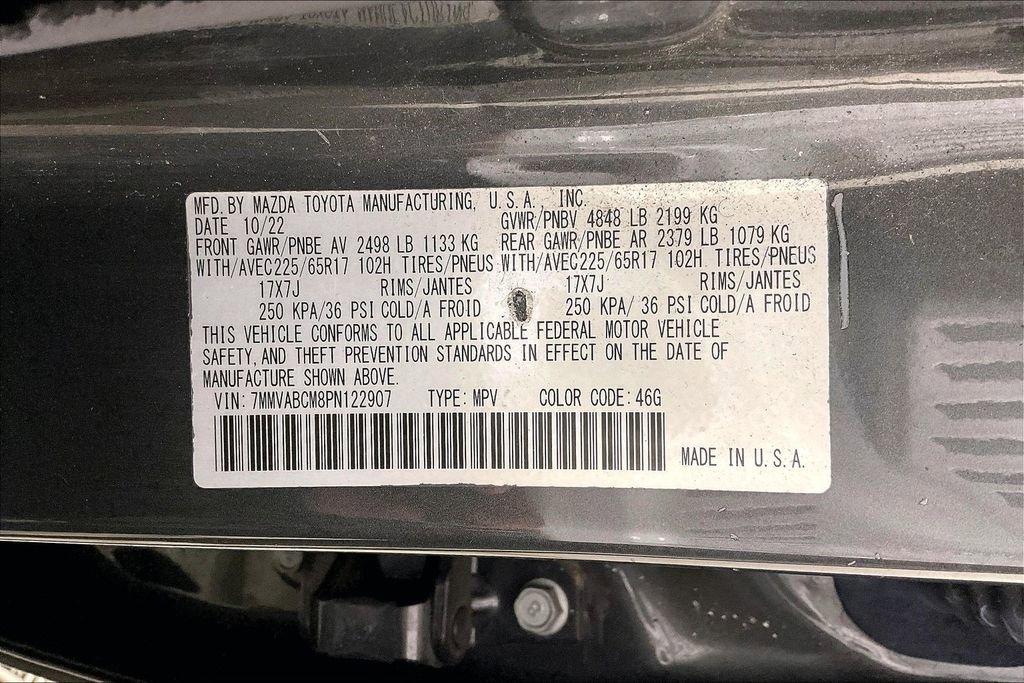 MFD. BY MAZDA TOYOTA MANUFACTURING, U.S.A., INC.
DATE 10/22 GVWR/PNBV 4848 LB 2199 KG
FRONT GAWR/PNBE AV 2498 LB 1133 KG REAR GAWR/PNBE AR 2379 LB 1079 KG
WITH/AVEC225/65R17 102H TIRES/PNEUS WITH/AVEC225/65R17 102H TIRES/PNEUS
17X7J RIMS/JANTES 17X7J RIMS/JANTES
250 KPA/36 PSI COLD/A FROID 250 KPA/ 36 PSI COLD/A FROID
THIS VEHICLE CONFORMS TO ALL APPLICABLE FEDERAL MOTOR VEHICLE
SAFETY, AND THEFT PREVENTION STANDARDS IN EFFECT ON THE DATE OF
MANUFACTURE SHOWN ABOVE.
VIN: 7MMVABCM8PN122907 TYPE: MPV COLOR CODE: 46G
MADE IN U.S.A.